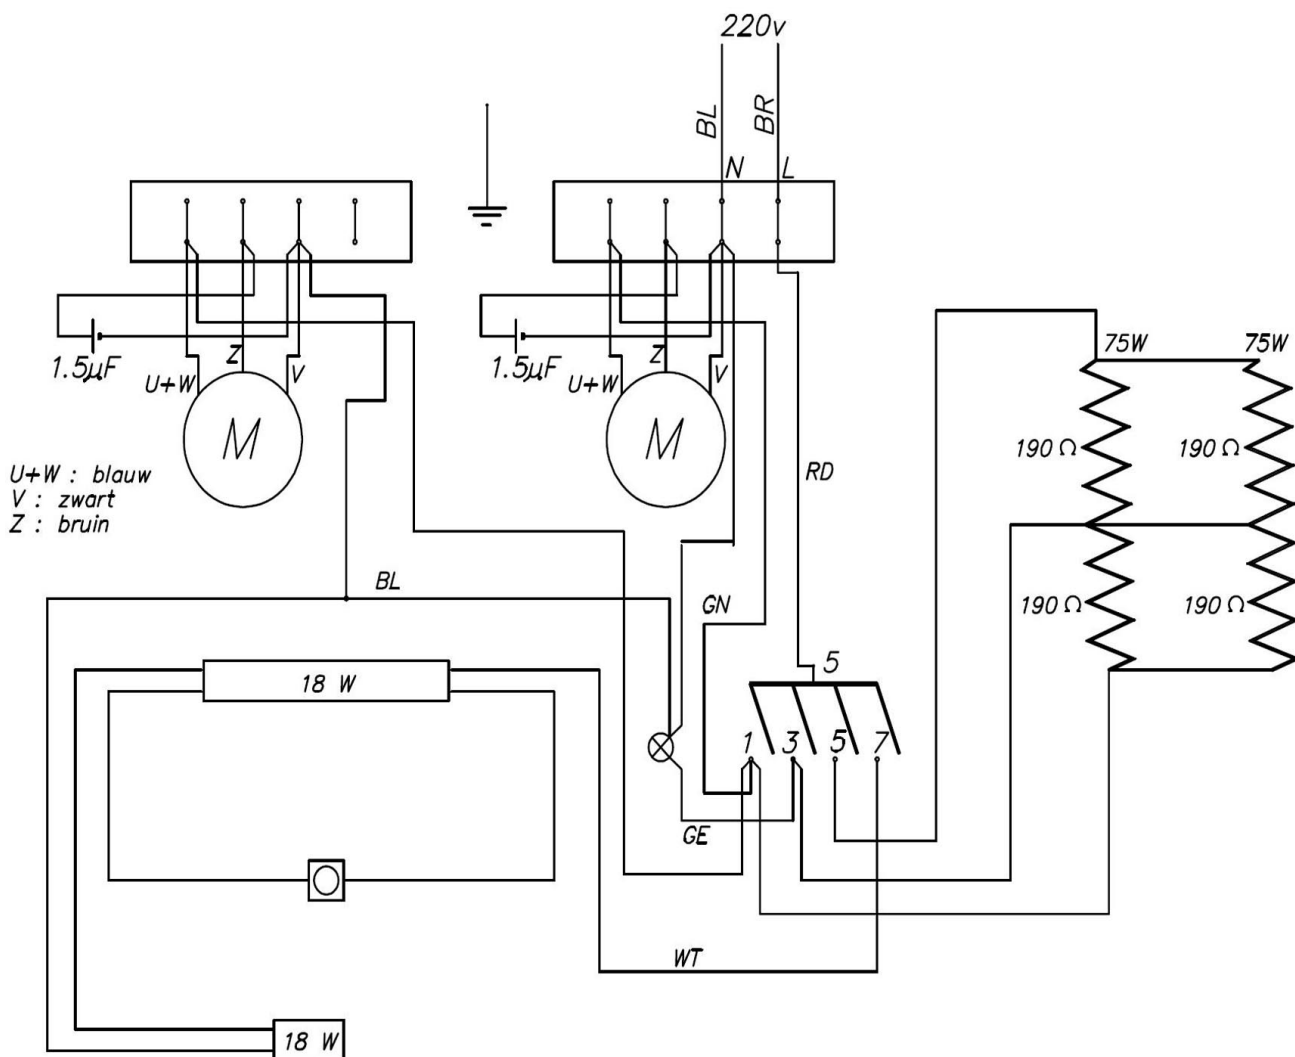 220v
BL
BR
N
L
1.5µF
U+W
Z
V
M
1.5µF
U+W
Z
V
M
75W
75W
190 Ω
190 Ω
190 Ω
190 Ω
U+W : blauw
V : zwart
Z : bruin
RD
BL
GN
18 W
5
1 3 5 7
GE
WT
18 W